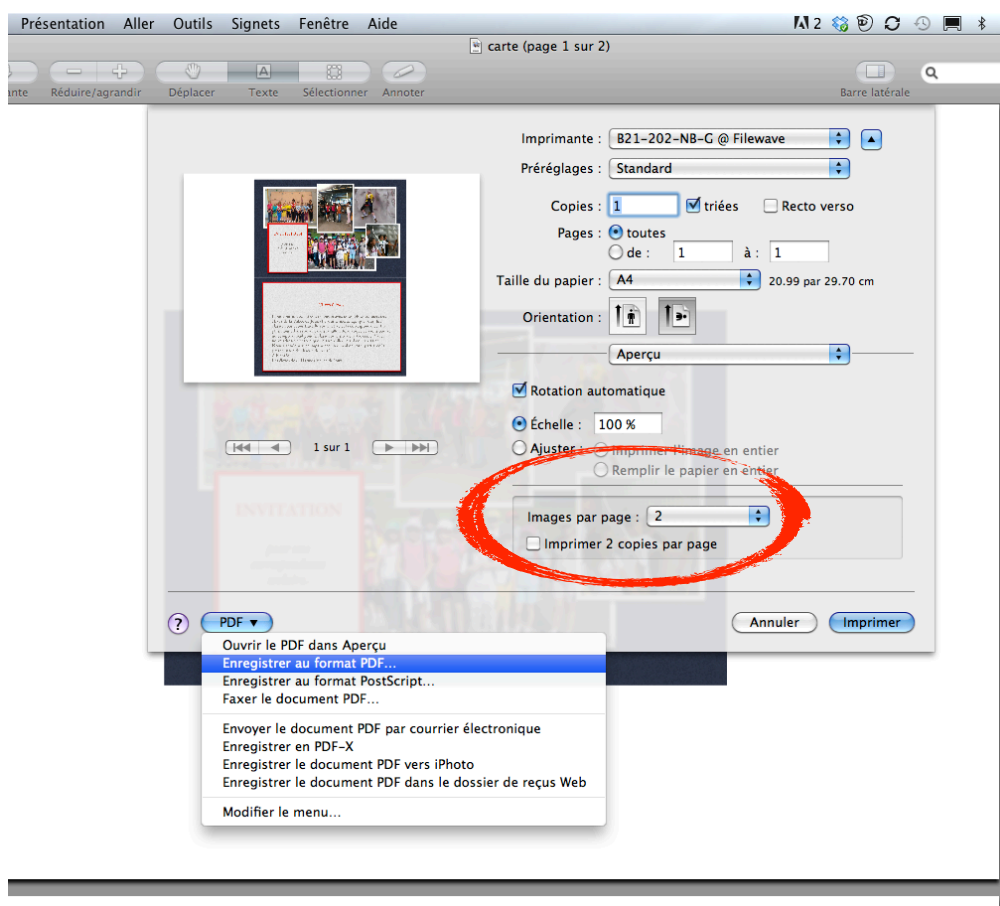 Présentation Aller Outils Signets Fenêtre Aide 2
carte (page 1 sur 2)
Réduire/agrandir Déplacer Texte Sélectionner Annoter Barre latérale
Imprimante : B21-202-NB-G @ Filewave
Préréglages : Standard
Copies : 1 triées Recto verso
Pages : toutes
de : 1 à : 1
Taille du papier : A4 20.99 par 29.70 cm
Orientation :
Aperçu
Rotation automatique
Échelle : 100 %
1 sur 1
Ajuster : Imprimer l'image en entier
Remplir le papier en entier
INVITATION
Images par page : 2
Imprimer 2 copies par page
? PDF ▼ Annuler Imprimer
Ouvrir le PDF dans Aperçu
Enregistrer au format PDF...
Enregistrer au format PostScript...
Faxer le document PDF...
Envoyer le document PDF par courrier électronique
Enregistrer en PDF-X
Enregistrer le document PDF vers iPhoto
Enregistrer le document PDF dans le dossier de reçus Web
Modifier le menu...